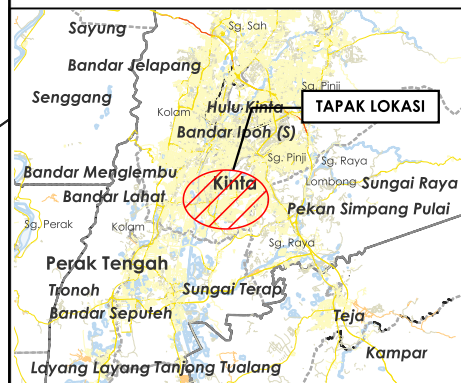 Sayung
Sg. Sah
Bandar Jelapang
Sg. Pinji
Senggang
Hulu Kinta
TAPAK LOKASI
Kolam
Bandar Ipoh (S)
Sg. Pinji
Sg. Raya
Bandar Menglembu
Kinta
Lombong
Sungai Raya
Bandar Lahat
Pekan Simpang Pulai
Sg. Perak
Kolam
Sg. Raya
Perak Tengah
Tronoh
Sungai Terap
Bandar Seputeh
Teja
Kampar
Layang Layang
Tanjong Tualang